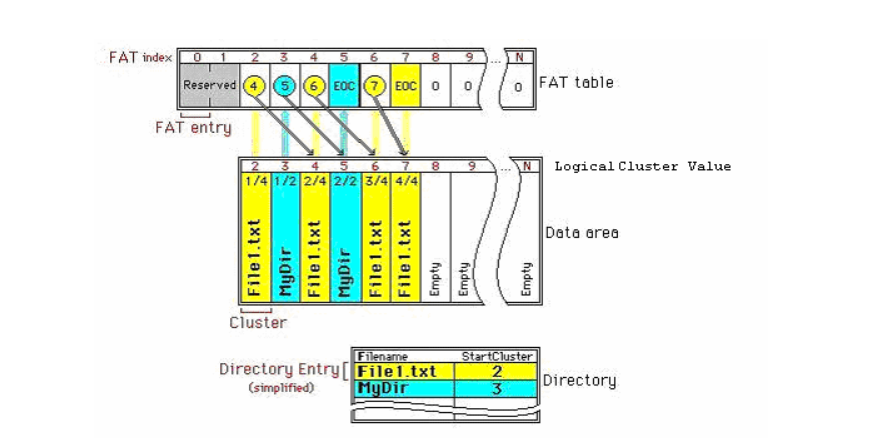 FAT index 0 1 2 3 4 5 6 7 8 9 ... N
Reserved 4 5 6 EOC 7 EOC 0 0 0
FAT table
FAT entry
2 3 4 5 6 7 8 9 ... N
Logical Cluster Value
1/4 1/2 2/4 2/2 3/4 4/4
File1.txt
MyDir
File1.txt
MyDir
File1.txt
File1.txt
Empty
Empty
Empty
Data area
Cluster
Filename StartCluster
Directory Entry
File1.txt 2
(simplified)
MyDir 3
Directory